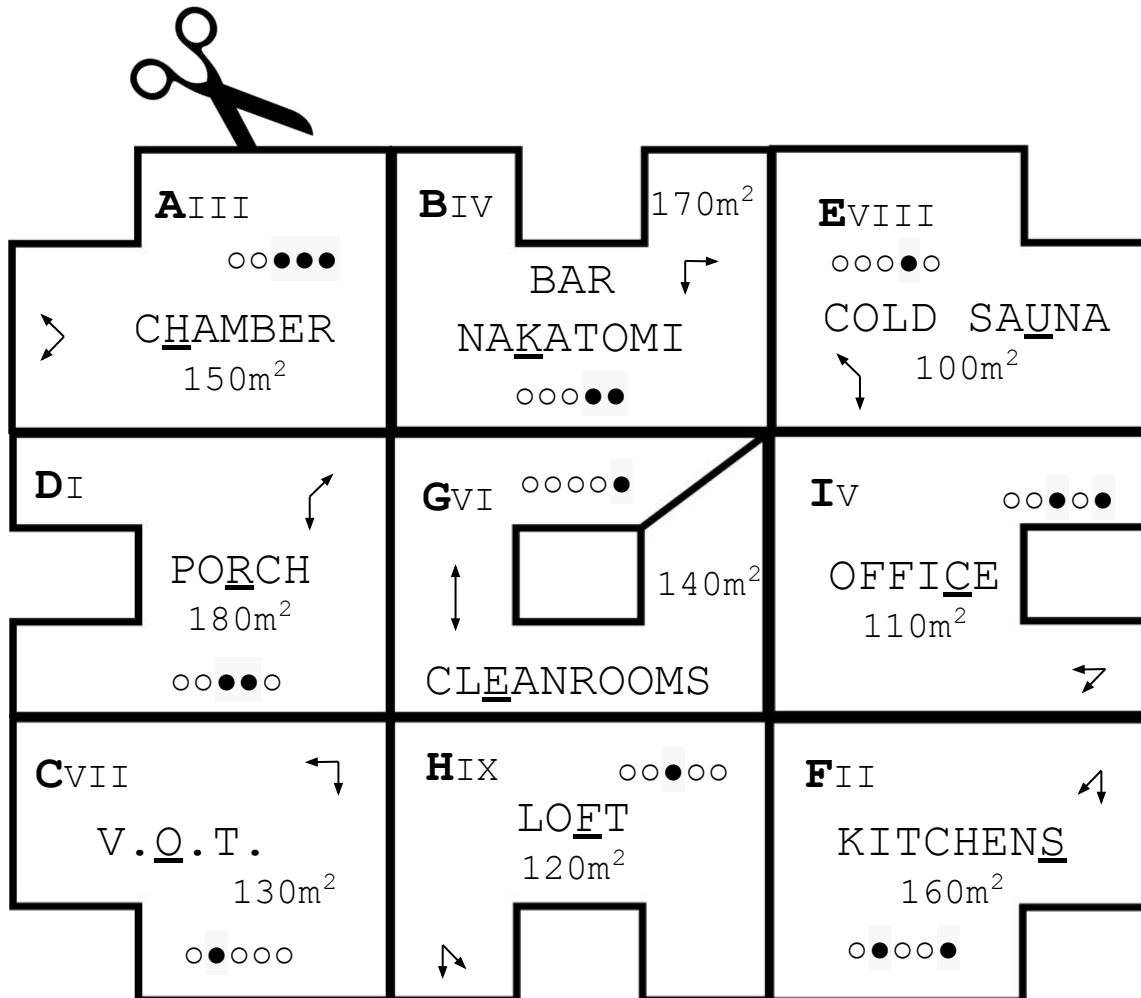 AIII
CHAMBER
150m²
BIV
170m²
BAR
NAKATOMI
EVIII
COLD SAUNA
100m²
DI
PORCH
180m²
GVI
140m²
CLEANROOMS
IV
OFFICE
110m²
CVII
V.O.T.
130m²
HIX
LOFT
120m²
FII
KITCHENS
160m²